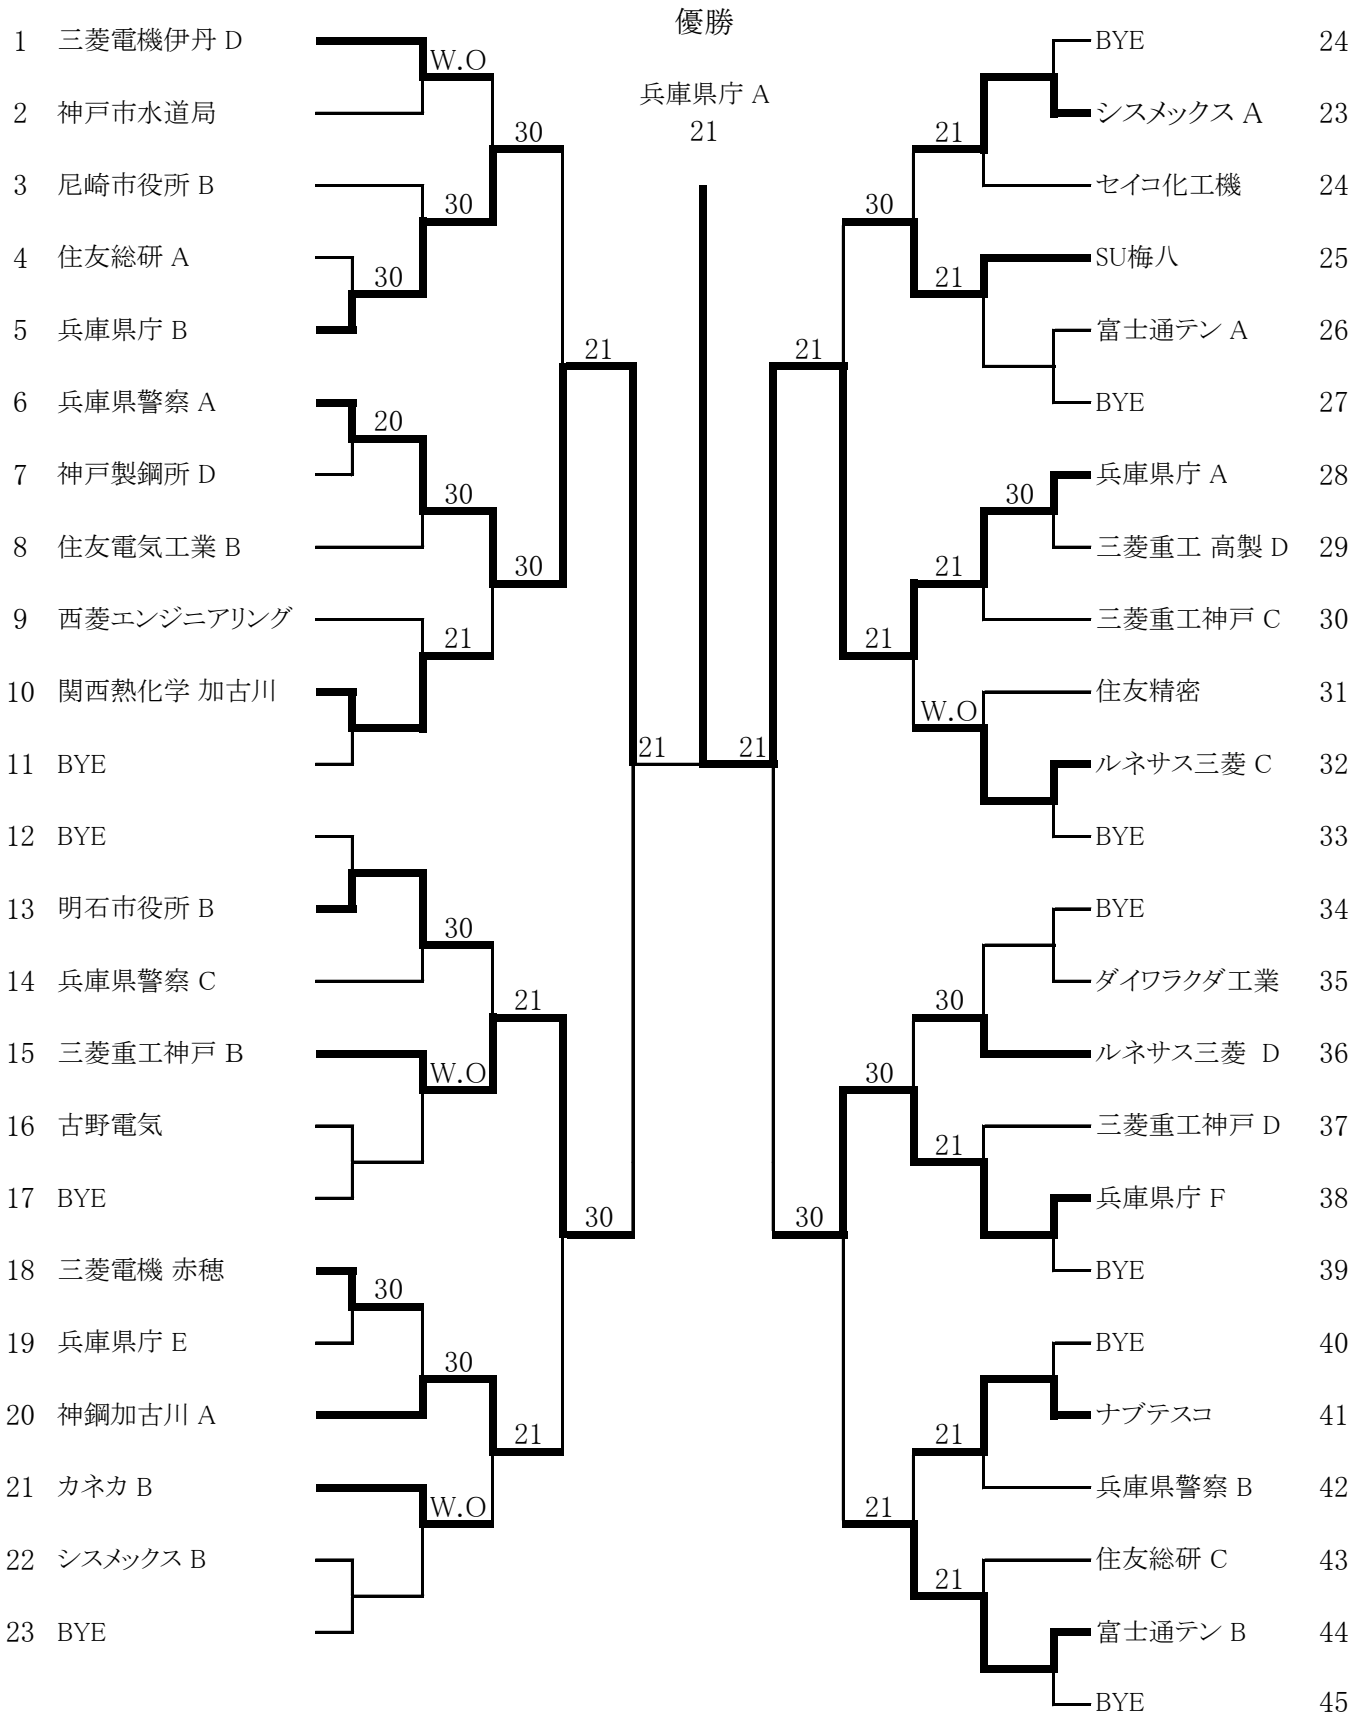 優勝
兵庫県庁 A
21
1 三菱電機伊丹 D
W.O
2 神戸市水道局
30
3 尼崎市役所 B
30
4 住友総研 A
30
5 兵庫県庁 B
21
6 兵庫県警察 A
20
7 神戸製鋼所 D
30
8 住友電気工業 B
30
9 西菱エンジニアリング
21
10 関西熱化学 加古川
11 BYE
21
12 BYE
13 明石市役所 B
30
14 兵庫県警察 C
21
15 三菱重工神戸 B
W.O
16 古野電気
17 BYE
30
18 三菱電機 赤穂
30
19 兵庫県庁 E
30
20 神鋼加古川 A
21
21 カネカ B
W.O
22 シスメックス B
23 BYE
BYE 24
シスメックス A 23
21
セイコ化工機 24
30
SU梅八 25
21
富士通テン A 26
21
BYE 27
兵庫県庁 A 28
30
三菱重工 高製 D 29
21
三菱重工神戸 C 30
21
住友精密 31
W.O
ルネサス三菱 C 32
21
BYE 33
BYE 34
ダイワラクダ工業 35
30
ルネサス三菱 D 36
30
三菱重工神戸 D 37
21
兵庫県庁 F 38
30
BYE 39
BYE 40
ナブテスコ 41
21
兵庫県警察 B 42
21
住友総研 C 43
21
富士通テン B 44
BYE 45